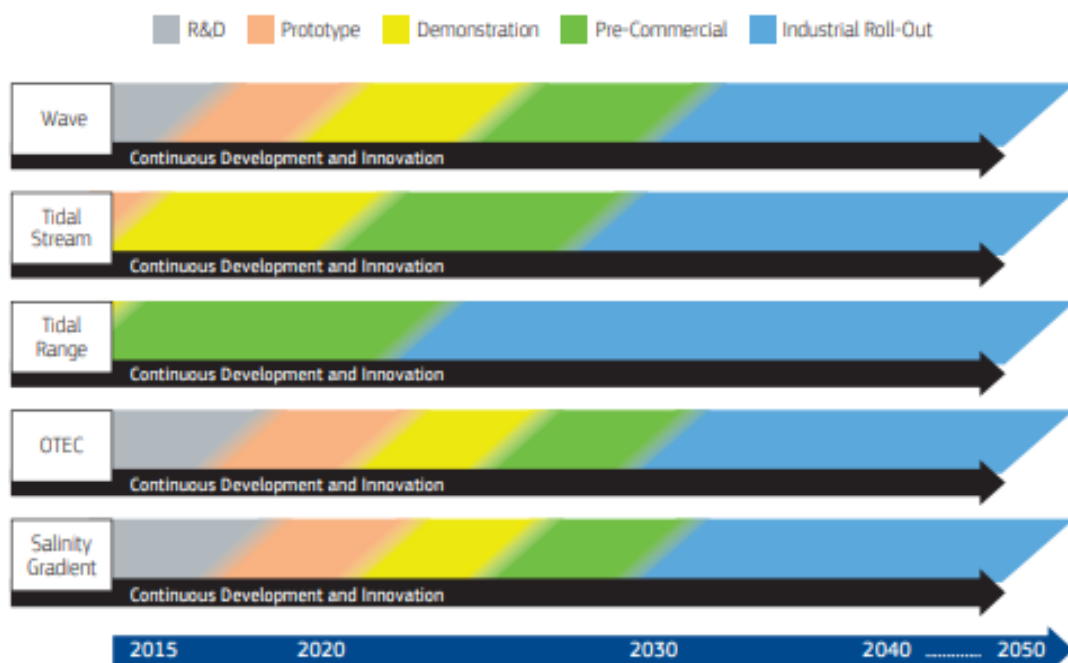 R&D Prototype Demonstration Pre-Commercial Industrial Roll-Out
Wave
Continuous Development and Innovation
Tidal
Stream
Continuous Development and Innovation
Tidal
Range
Continuous Development and Innovation
OTEC
Continuous Development and Innovation
Salinity
Gradient
Continuous Development and Innovation
2015 2020 2030 2040 ............ 2050